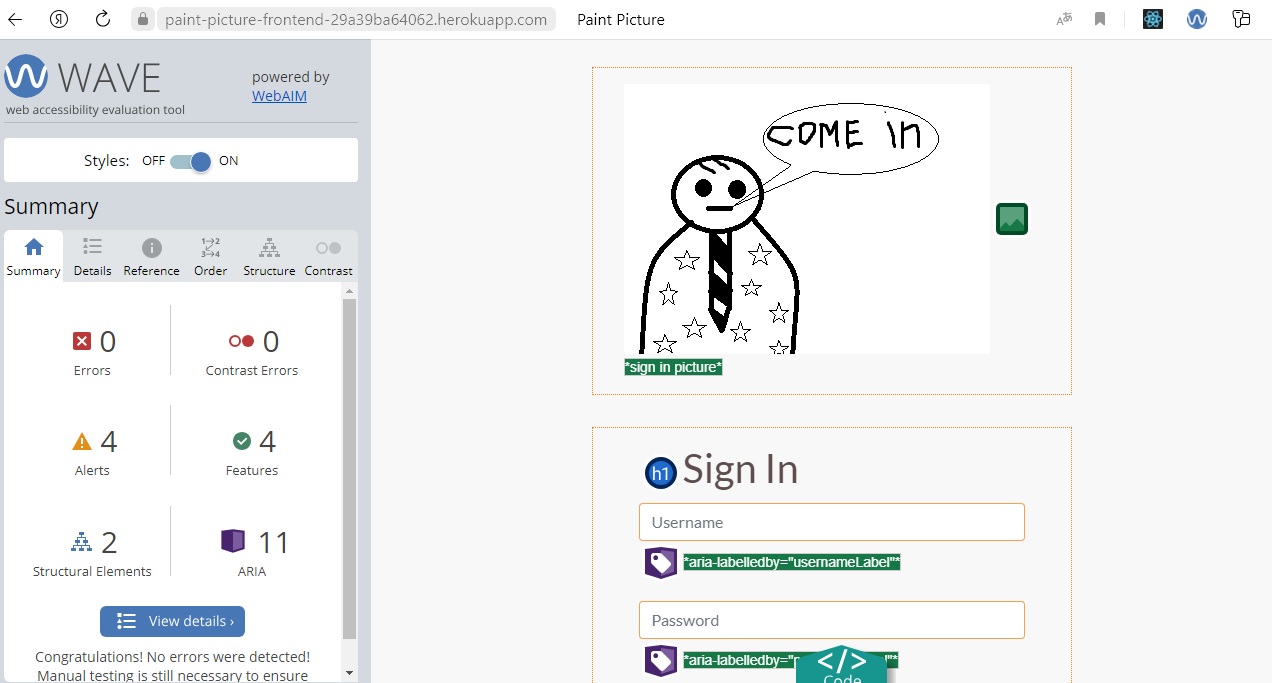 paint-picture-frontend-29a39ba64062.herokuapp.com Paint Picture
WAVE
web accessibility evaluation tool
powered by
WebAIM
Styles: OFF ON
Summary
Summary Details Reference Order Structure Contrast
0 0
Errors Contrast Errors
4 4
Alerts Features
2 11
Structural Elements ARIA
View details ›
Congratulations! No errors were detected!
Manual testing is still necessary to ensure
COME in
*sign in picture*
h1 Sign In
Username
*aria-labelledby="usernameLabel"*
Password
*aria-labelledby="
</> Code